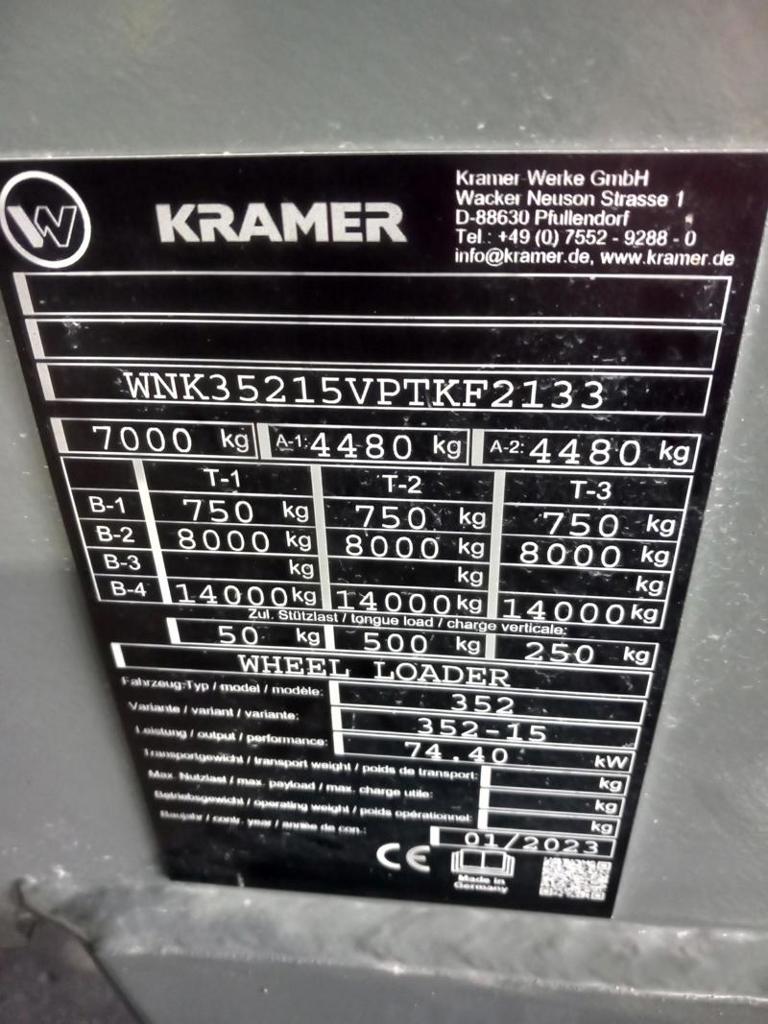 Kramer-Werke GmbH
Wacker Neuson Strasse 1
D-88630 Pfullendorf
Tel.: +49 (0) 7552 - 9288 - 0
info@kramer.de, www.kramer.de
W KRAMER
WNK35215VPTKF2133
7000 kg A-1: 4480 kg A-2: 4480 kg
T-1 T-2 T-3
B-1 750 kg 750 kg 750 kg
B-2 8000 kg 8000 kg 8000 kg
B-3 kg kg kg
B-4 14000 kg 14000 kg 14000 kg
Zul. Stützlast / tongue load / charge verticale:
50 kg 500 kg 250 kg
WHEEL LOADER
Fahrzeug-Typ / model / modèle: 352
Variante / variant / variante: 352-15
Leistung / output / performance: 74.40 kW
Transportgewicht / transport weight / poids de transport: kg
Max. Nutzlast / max. payload / max. charge utile: kg
Betriebsgewicht / operating weight / poids opérationnel: kg
Baujahr / contr. year / année de con.: 01/2023
CE
Made in
Germany